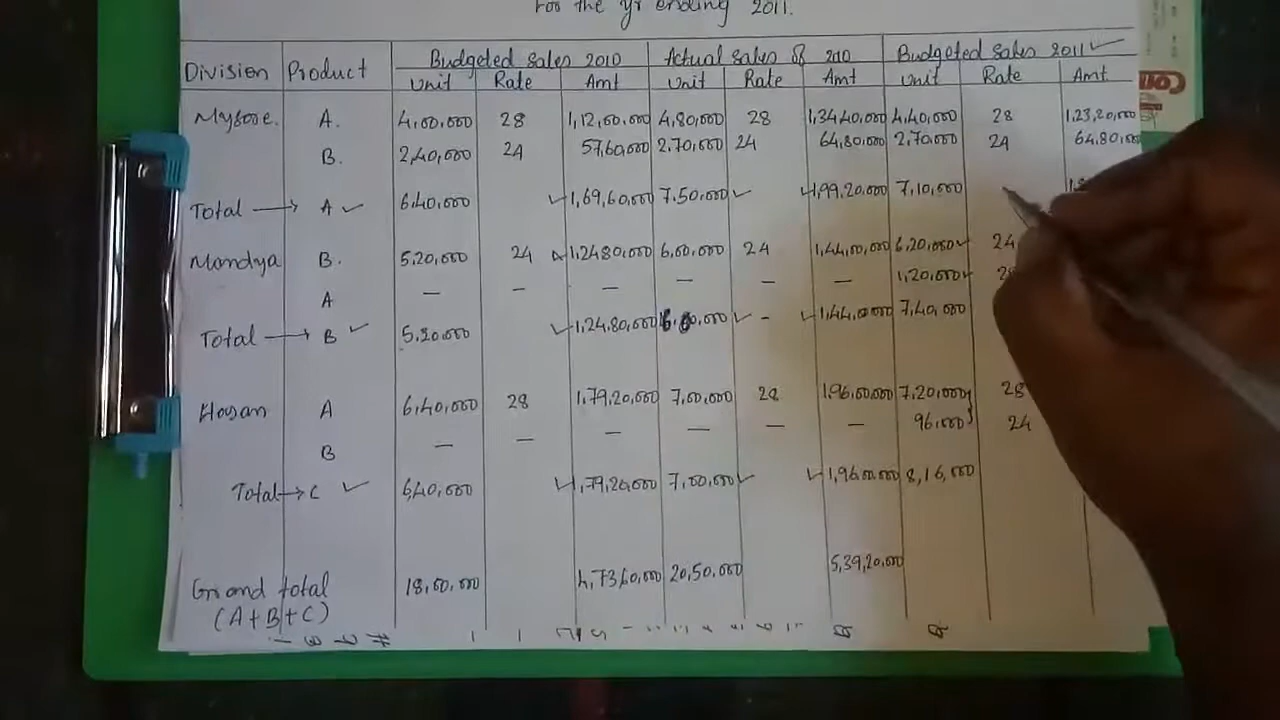 For the yr ending 2011.
Division Product Budgeted sales 2010 Actual sales of 2010 Budgeted sales 2011
Unit Rate Amt Unit Rate Amt Unit Rate Amt
Mysore. A. 4,00,000 28 1,12,00,000 4,80,000 28 1,34,40,000 4,40,000 28 1,23,20,000
B. 2,40,000 24 57,60,000 2,70,000 24 64,80,000 2,70,000 24 64,80,000
Total → A ✓ 6,40,000 1,69,60,000 7,50,000 1,99,20,000 7,10,000
Mandya B. 5,20,000 24 1,24,80,000 6,00,000 24 1,44,00,000 6,20,000 24
A — — — — — — 1,20,000
Total → B ✓ 5,20,000 1,24,80,000 6,00,000 - 1,44,00,000 7,40,000
Hasan A 6,40,000 28 1,79,20,000 7,00,000 28 1,96,00,000 7,20,000 28
B — — — — — — 96,000 24
Total → C ✓ 6,40,000 1,79,20,000 7,00,000 1,96,00,000 8,16,000
Grand total 18,00,000 4,73,60,000 20,50,000 5,39,20,000
(A+B+C)